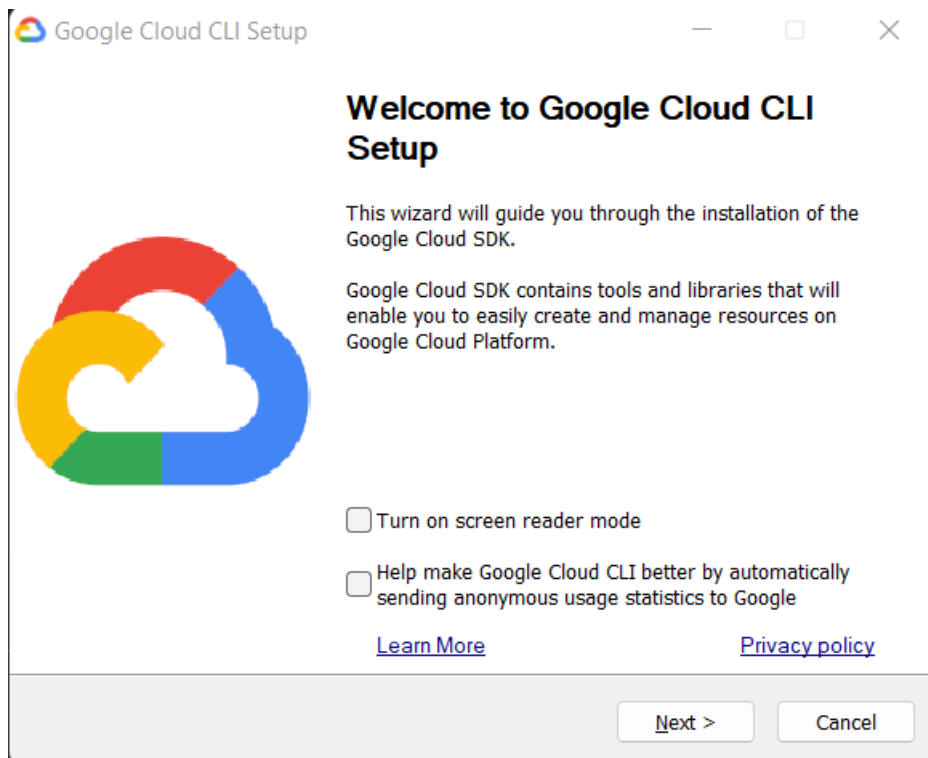 Google Cloud CLI Setup
Welcome to Google Cloud CLI
Setup
This wizard will guide you through the installation of the
Google Cloud SDK.
Google Cloud SDK contains tools and libraries that will
enable you to easily create and manage resources on
Google Cloud Platform.
Turn on screen reader mode
Help make Google Cloud CLI better by automatically
sending anonymous usage statistics to Google
Learn More Privacy policy
Next > Cancel